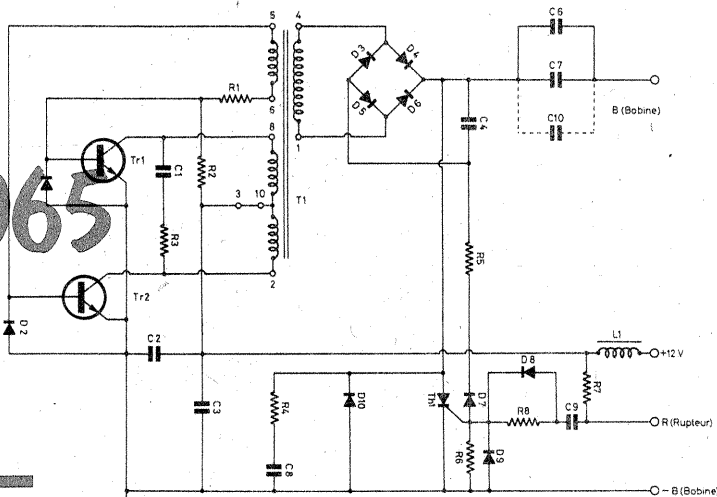 5
4
C6
D3
D4
C7
B (Bobine)
R1
6
D5
D6
C4
C10
8
1
Tr1
C1
R2
T1
3
10
R3
R5
065
2
Tr2
D2
C2
L1
+12 V
D8
R7
R4
D10
Th1
D7
R8
C9
R (Rupteur)
C3
C8
R6
D9
- B (Bobine)